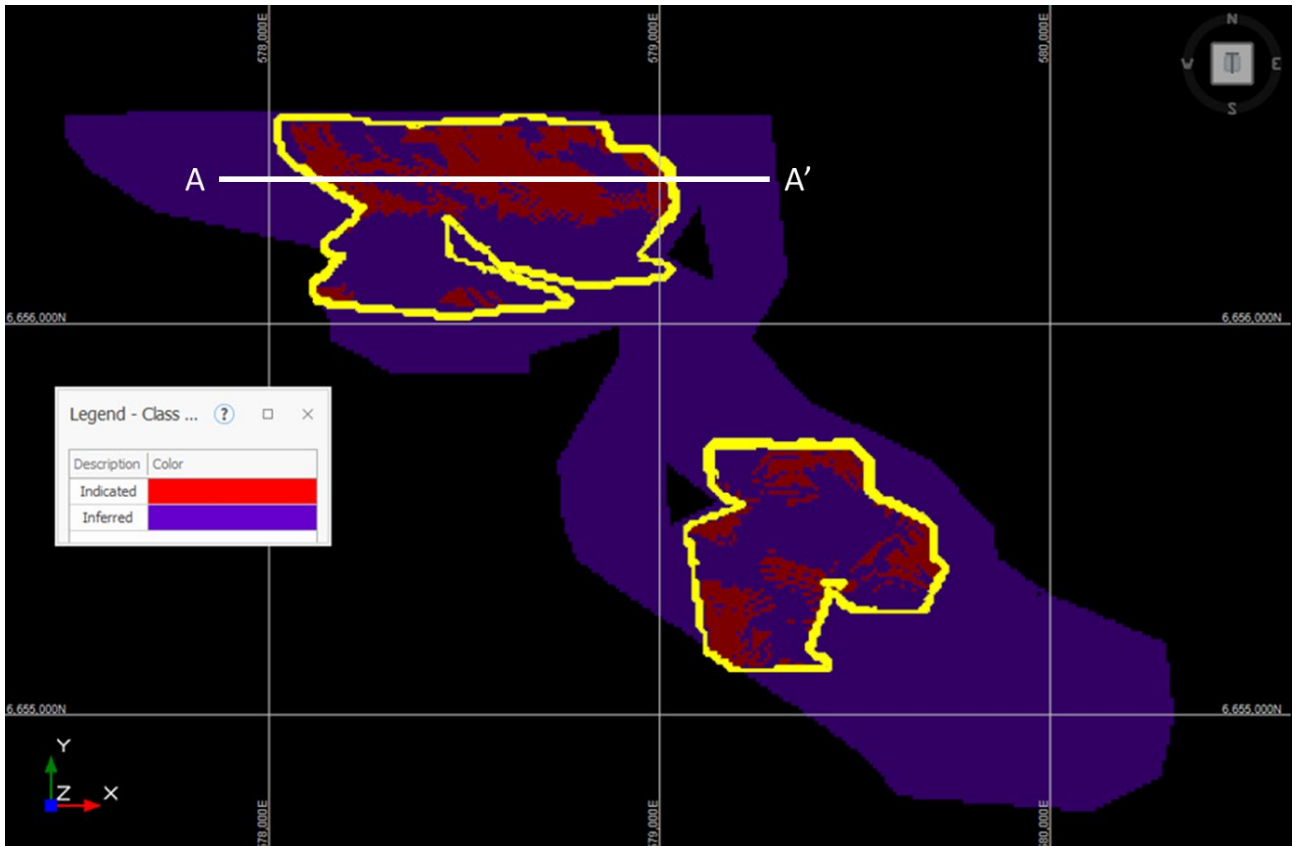 578,000E
579,000E
580,000E
N
W
T
E
S
A
A’
6,656,000N
6,656,000N
Legend - Class ...
?
Description
Color
Indicated
Inferred
6,655,000N
6,655,000N
Y
Z
X
578,000E
579,000E
580,000E